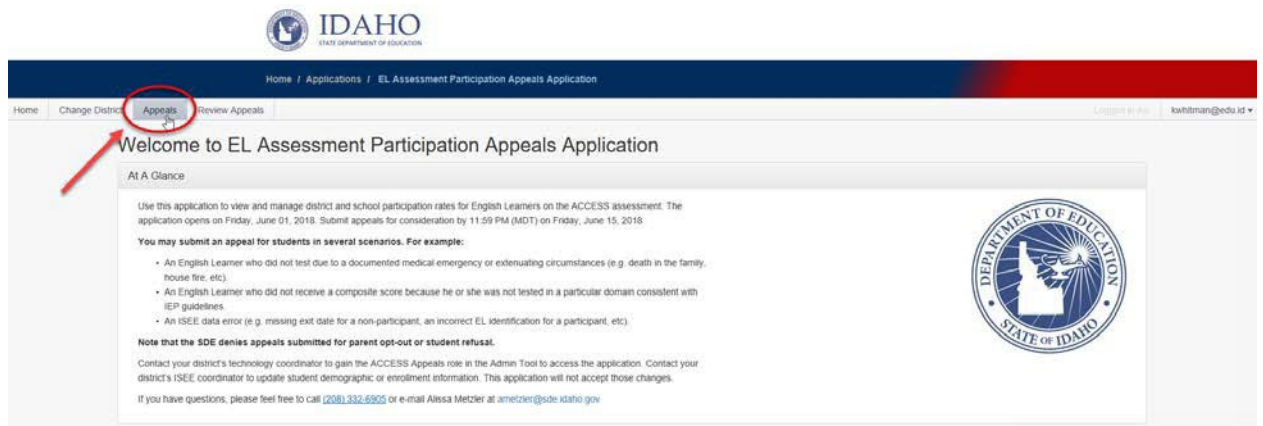 IDAHO
STATE DEPARTMENT OF EDUCATION
Home / Applications / EL Assessment Participation Appeals Application
Home Change District Appeals Review Appeals kwhitman@edu.id
Welcome to EL Assessment Participation Appeals Application
At A Glance
Use this application to view and manage district and school participation rates for English Learners on the ACCESS assessment. The
application opens on Friday, June 01, 2018. Submit appeals for consideration by 11:59 PM (MDT) on Friday, June 15, 2018.
You may submit an appeal for students in several scenarios. For example:
• An English Learner who did not test due to a documented medical emergency or extenuating circumstances (e.g. death in the family,
house fire, etc).
• An English Learner who did not receive a composite score because he or she was not tested in a particular domain consistent with
IEP guidelines.
• An ISEE data error (e.g. missing exit date for a non-participant, an incorrect EL identification for a participant, etc).
Note that the SDE denies appeals submitted for parent opt-out or student refusal.
Contact your district's technology coordinator to gain the ACCESS Appeals role in the Admin Tool to access the application. Contact your
district's ISEE coordinator to update student demographic or enrollment information. This application will not accept those changes.
If you have questions, please feel free to call (208) 332-6905 or e-mail Alissa Metzler at ametzler@sde.idaho.gov
DEPARTMENT OF EDUCATION
STATE OF IDAHO